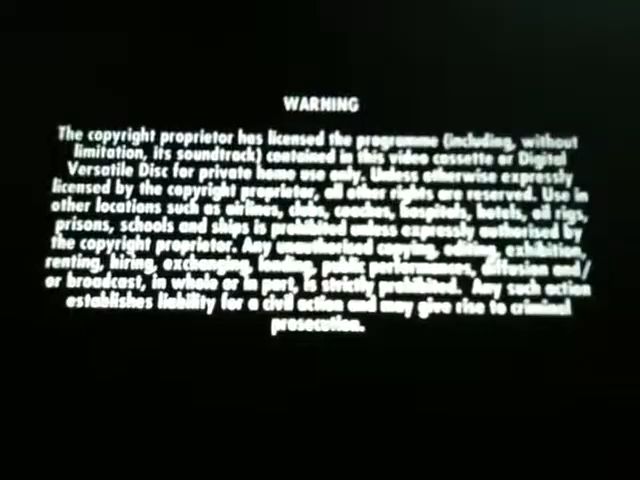 WARNING
The copyright proprietor has licensed the programme (including, without
limitation, its soundtrack) contained in this video cassette or Digital
Versatile Disc for private home use only. Unless otherwise expressly
licensed by the copyright proprietor, all other rights are reserved. Use in
other locations such as airlines, clubs, coaches, hospitals, hotels, oil rigs,
prisons, schools and ships is prohibited unless expressly authorised by
the copyright proprietor. Any unauthorised copying, editing, exhibition,
renting, hiring, exchanging, lending, public performances, diffusion and/
or broadcast, in whole or in part, is strictly prohibited. Any such action
establishes liability for a civil action and may give rise to criminal
prosecution.